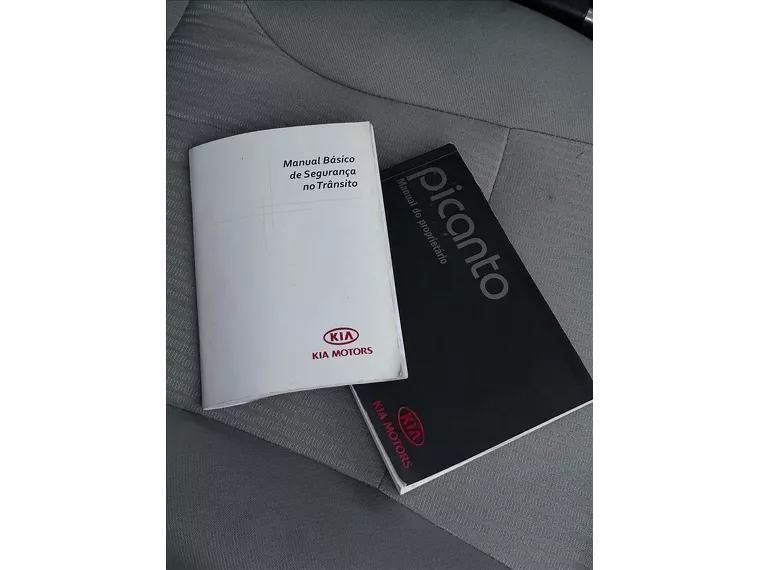 Manual Básico
de Segurança
no Trânsito
KIA
KIA MOTORS
picanto
Manual do proprietário
KIA
KIA MOTORS